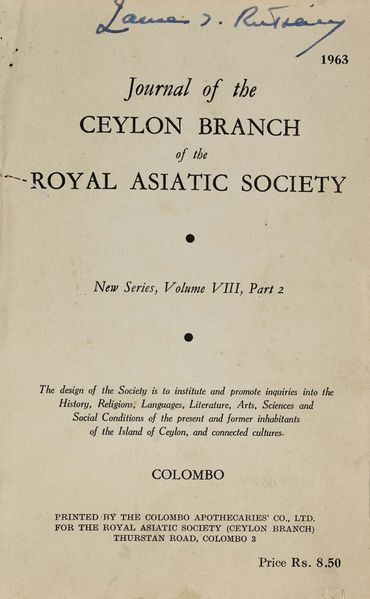 James T. Rutnam
1963
Journal of the
CEYLON BRANCH
of the
ROYAL ASIATIC SOCIETY
New Series, Volume VIII, Part 2
The design of the Society is to institute and promote inquiries into the
History, Religions, Languages, Literature, Arts, Sciences and
Social Conditions of the present and former inhabitants
of the Island of Ceylon, and connected cultures.
COLOMBO
PRINTED BY THE COLOMBO APOTHECARIES' CO., LTD.
FOR THE ROYAL ASIATIC SOCIETY (CEYLON BRANCH)
THURSTAN ROAD, COLOMBO 3
Price Rs. 8.50